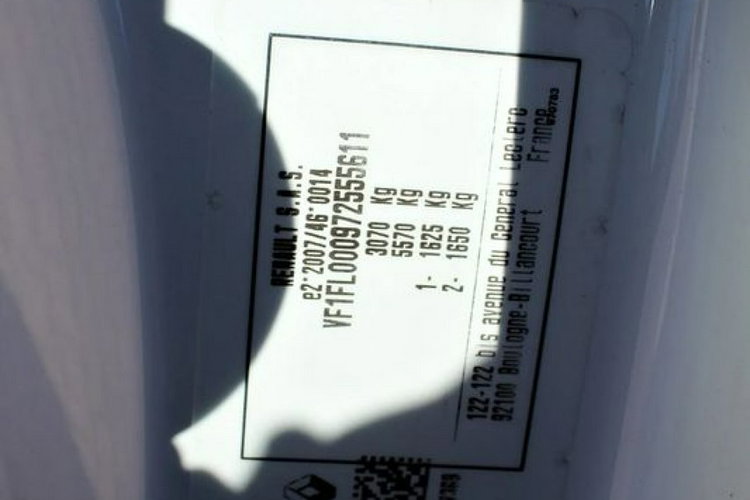 RENAULT S.A.S.
e2*2007/46*0014
VF1FL000972555611
3070 Kg
5570 Kg
1- 1625 Kg
2- 1650 Kg
122-122 bis avenue du General Leclerc
92100 Boulogne-Billancourt France